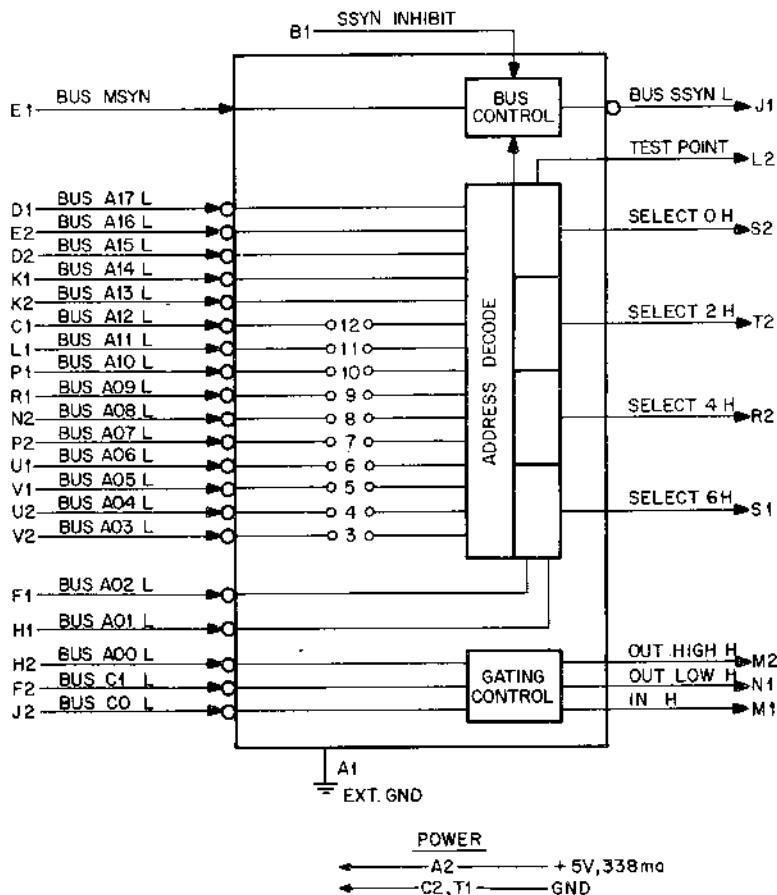 SSYN INHIBIT
B1
BUS MSYN
E1
BUS CONTROL
BUS SSYN L
J1
TEST POINT
L2
BUS A17 L
D1
BUS A16 L
E2
BUS A15 L
D2
BUS A14 L
K1
BUS A13 L
K2
BUS A12 L
C1
12
BUS A11 L
L1
11
BUS A10 L
P1
10
BUS A09 L
R1
9
BUS A08 L
N2
8
BUS A07 L
P2
7
BUS A06 L
U1
6
BUS A05 L
V1
5
BUS A04 L
U2
4
BUS A03 L
V2
3
ADDRESS DECODE
SELECT 0 H
S2
SELECT 2 H
T2
SELECT 4 H
R2
SELECT 6 H
S1
BUS A02 L
F1
BUS A01 L
H1
BUS A00 L
H2
BUS C1 L
F2
BUS C0 L
J2
GATING
CONTROL
OUT HIGH H
M2
OUT LOW H
N1
IN H
M1
A1
EXT. GND
POWER
A2 +5V, 338ma
C2, T1 GND